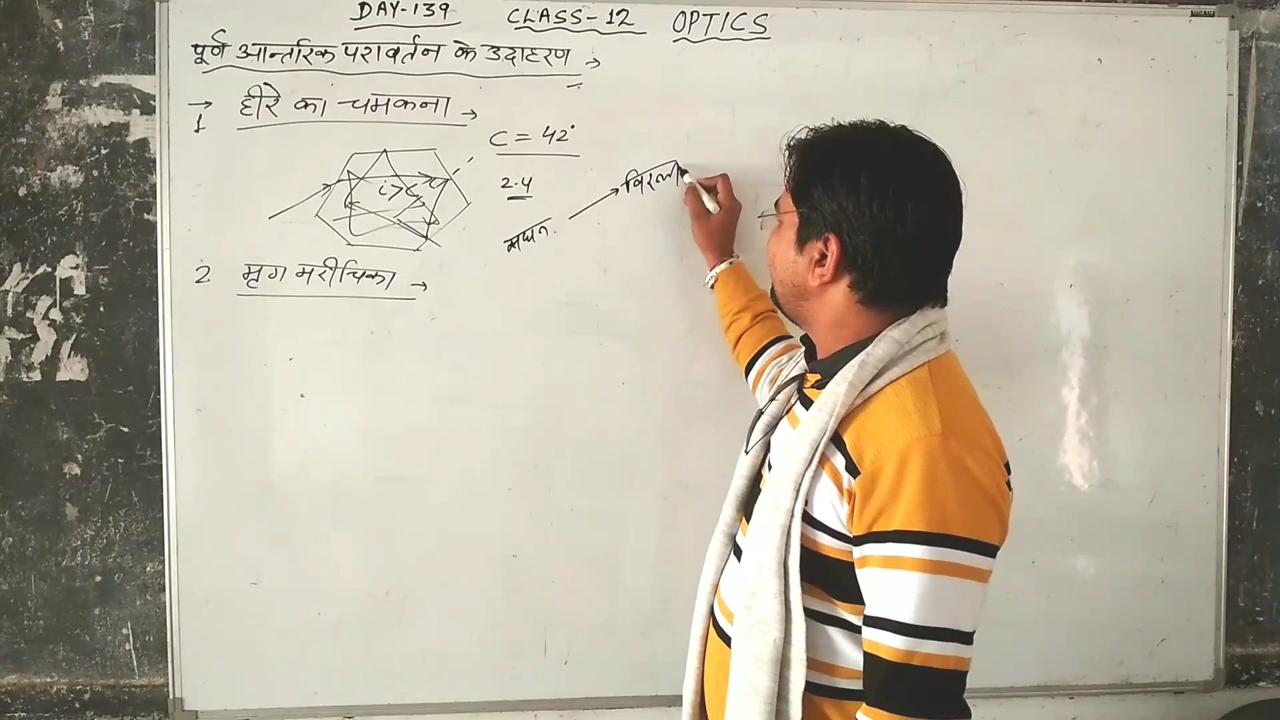 DAY-139 CLASS-12 OPTICS
पूर्ण आन्तरिक परावर्तन के उदाहरण →
→ 1 हीरे का चमकना →
C = 42°
i>c
2.4
सघन → विरल
2 मृग मरीचिका →